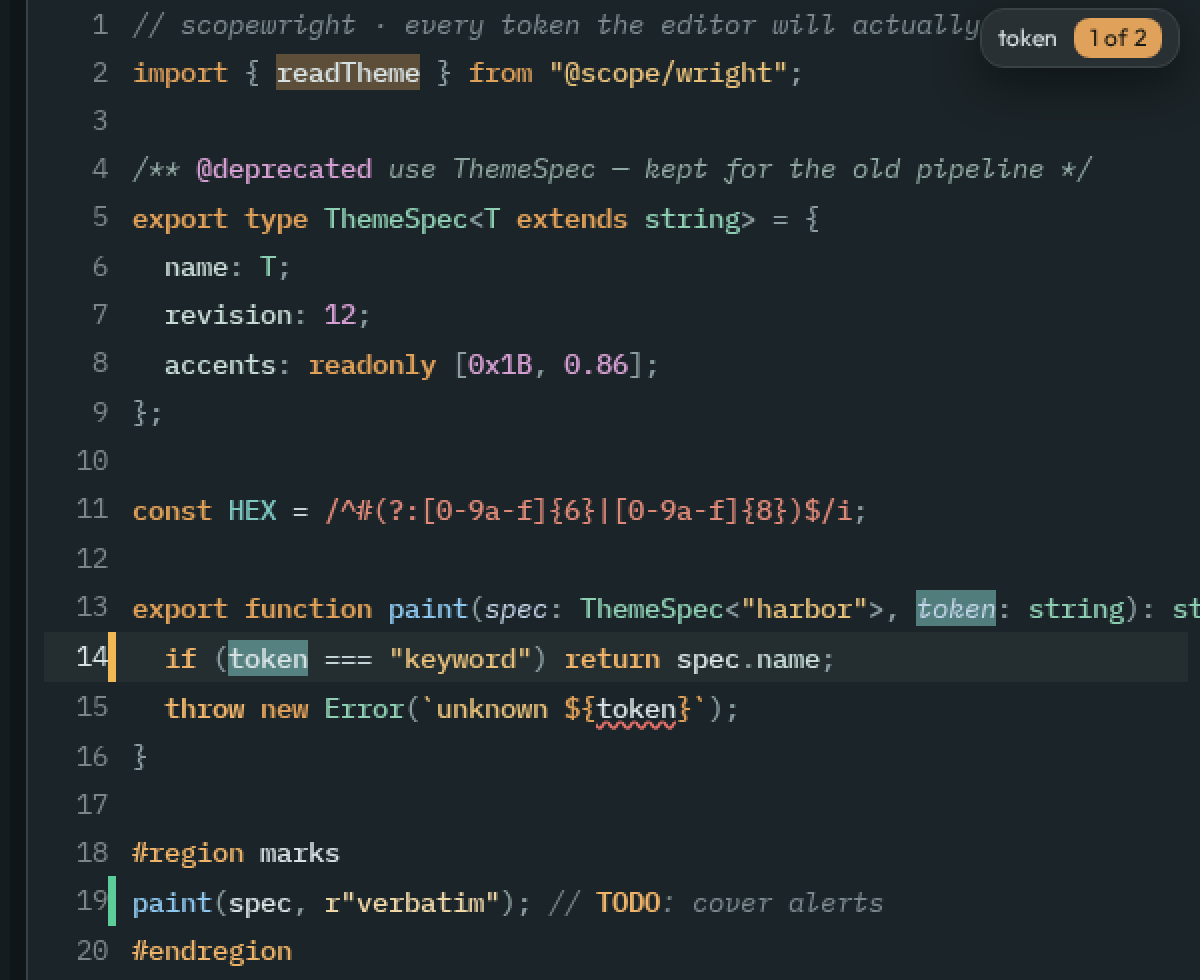 1 // scopewright · every token the editor will actually
token 1 of 2
2 import { readTheme } from "@scope/wright";
3
4 /** @deprecated use ThemeSpec — kept for the old pipeline */
5 export type ThemeSpec<T extends string> = {
6 name: T;
7 revision: 12;
8 accents: readonly [0x1B, 0.86];
9 };
10
11 const HEX = /^#(?:[0-9a-f]{6}|[0-9a-f]{8})$/i;
12
13 export function paint(spec: ThemeSpec<"harbor">, token: string): st
14 if (token === "keyword") return spec.name;
15 throw new Error(`unknown ${token}`);
16 }
17
18 #region marks
19 paint(spec, r"verbatim"); // TODO: cover alerts
20 #endregion